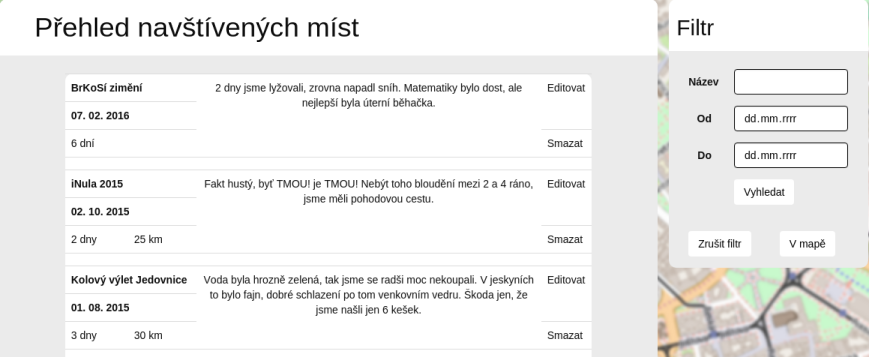 Přehled navštívených míst
BrKoSí zimění
2 dny jsme lyžovali, zrovna napadl sníh. Matematiky bylo dost, ale
nejlepší byla úterní běhačka.
Editovat
07. 02. 2016
6 dní
Smazat
iNula 2015
Fakt hustý, byť TMOU! je TMOU! Nebýt toho bloudění mezi 2 a 4 ráno,
jsme měli pohodovou cestu.
Editovat
02. 10. 2015
2 dny 25 km
Smazat
Kolový výlet Jedovnice
Voda byla hrozně zelená, tak jsme se radši moc nekoupali. V jeskyních
to bylo fajn, dobré schlazení po tom venkovním vedru. Škoda jen, že
jsme našli jen 6 kešek.
Editovat
01. 08. 2015
3 dny 30 km
Smazat
Filtr
Název
Od dd.mm.rrrr
Do dd.mm.rrrr
Vyhledat
Zrušit filtr V mapě